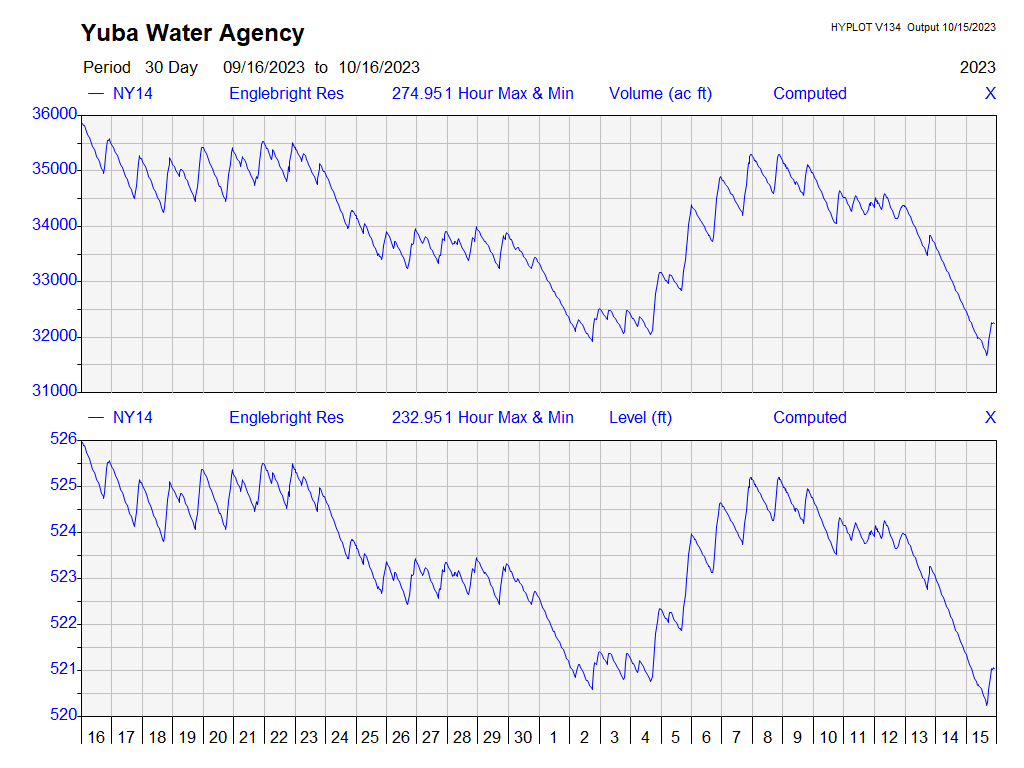 Yuba Water Agency
HYPLOT V134 Output 10/15/2023
Period 30 Day 09/16/2023 to 10/16/2023 2023
NY14 Englebright Res 274.951 Hour Max & Min Volume (ac ft) Computed X
36000
35000
34000
33000
32000
31000
NY14 Englebright Res 232.951 Hour Max & Min Level (ft) Computed X
526
525
524
523
522
521
520
16 17 18 19 20 21 22 23 24 25 26 27 28 29 30 1 2 3 4 5 6 7 8 9 10 11 12 13 14 15